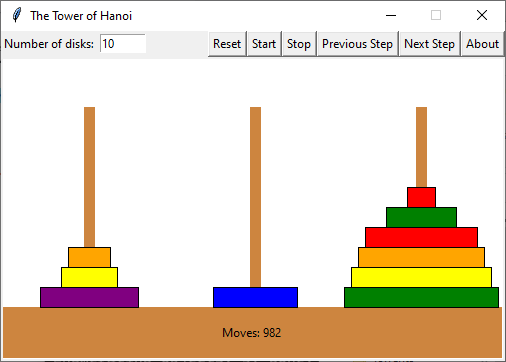 The Tower of Hanoi
Number of disks: 10 Reset Start Stop Previous Step Next Step About
Moves: 982